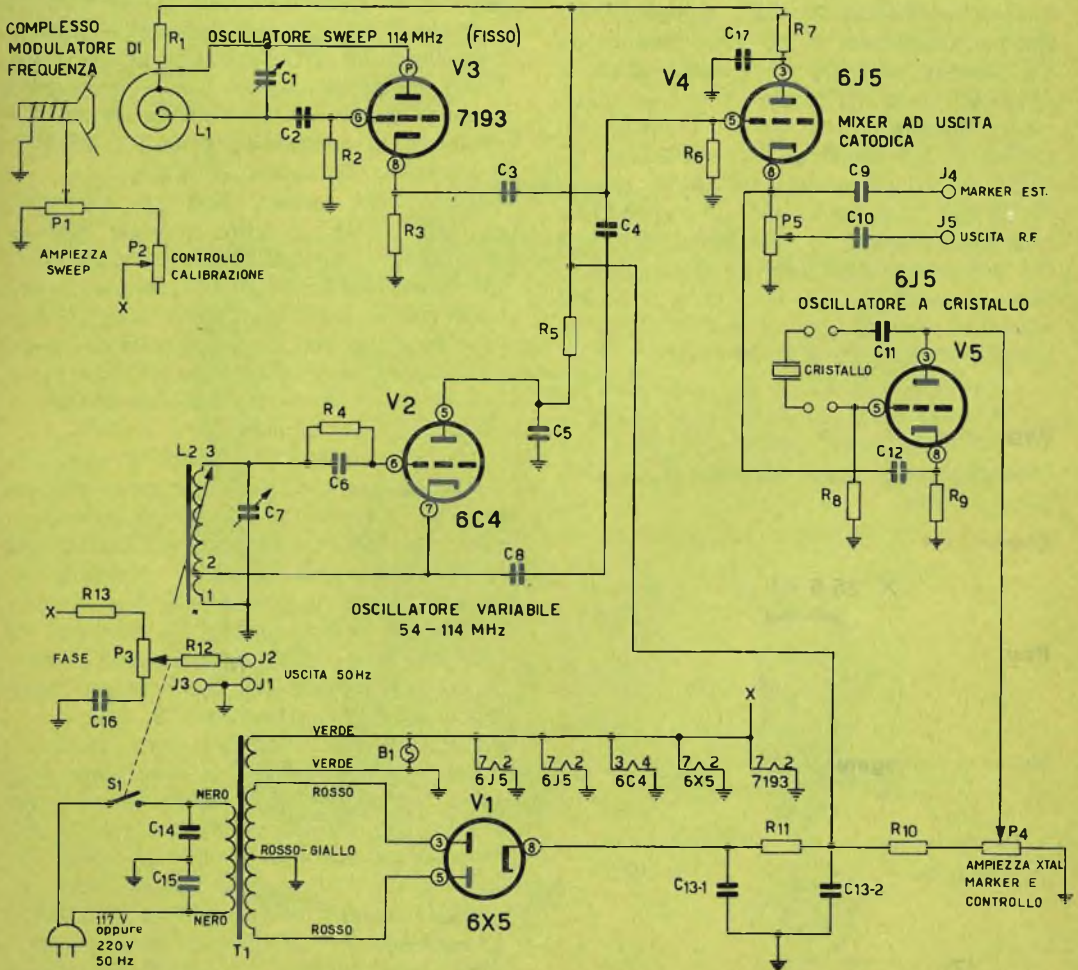 COMPLESSO
MODULATORE DI
FREQUENZA
R1
OSCILLATORE SWEEP 114 MHz (FISSO)
C1
L1
C2
R2
P
6
8
V3
7193
C3
R3
C4
P1
AMPIEZZA
SWEEP
P2
CONTROLLO
CALIBRAZIONE
X
C17
R7
V4
6J5
3
5
8
R6
MIXER AD USCITA
CATODICA
C9
J4
MARKER EST.
P5
C10
J5
USCITA R.F.
6J5
OSCILLATORE A CRISTALLO
C11
CRISTALLO
3
V5
5
8
C12
R8
R9
R5
C5
V2
5
R4
6
C6
7
6C4
L2 3
2
1
C7
C8
OSCILLATORE VARIABILE
54-114 MHz
X
R13
FASE
P3
R12
J2
J3
J1
USCITA 50Hz
C16
S1
NERO
C14
C15
NERO
117 V
oppure
220 V
50 Hz
T1
VERDE
VERDE
B1
ROSSO
ROSSO-GIALLO
ROSSO
7 2
6J5
7 2
6J5
3 4
6C4
7 2
6X5
7 2
7193
X
V1
3
5
8
6X5
R11
C13-1
C13-2
R10
P4
AMPIEZZA XTAL
MARKER E
CONTROLLO